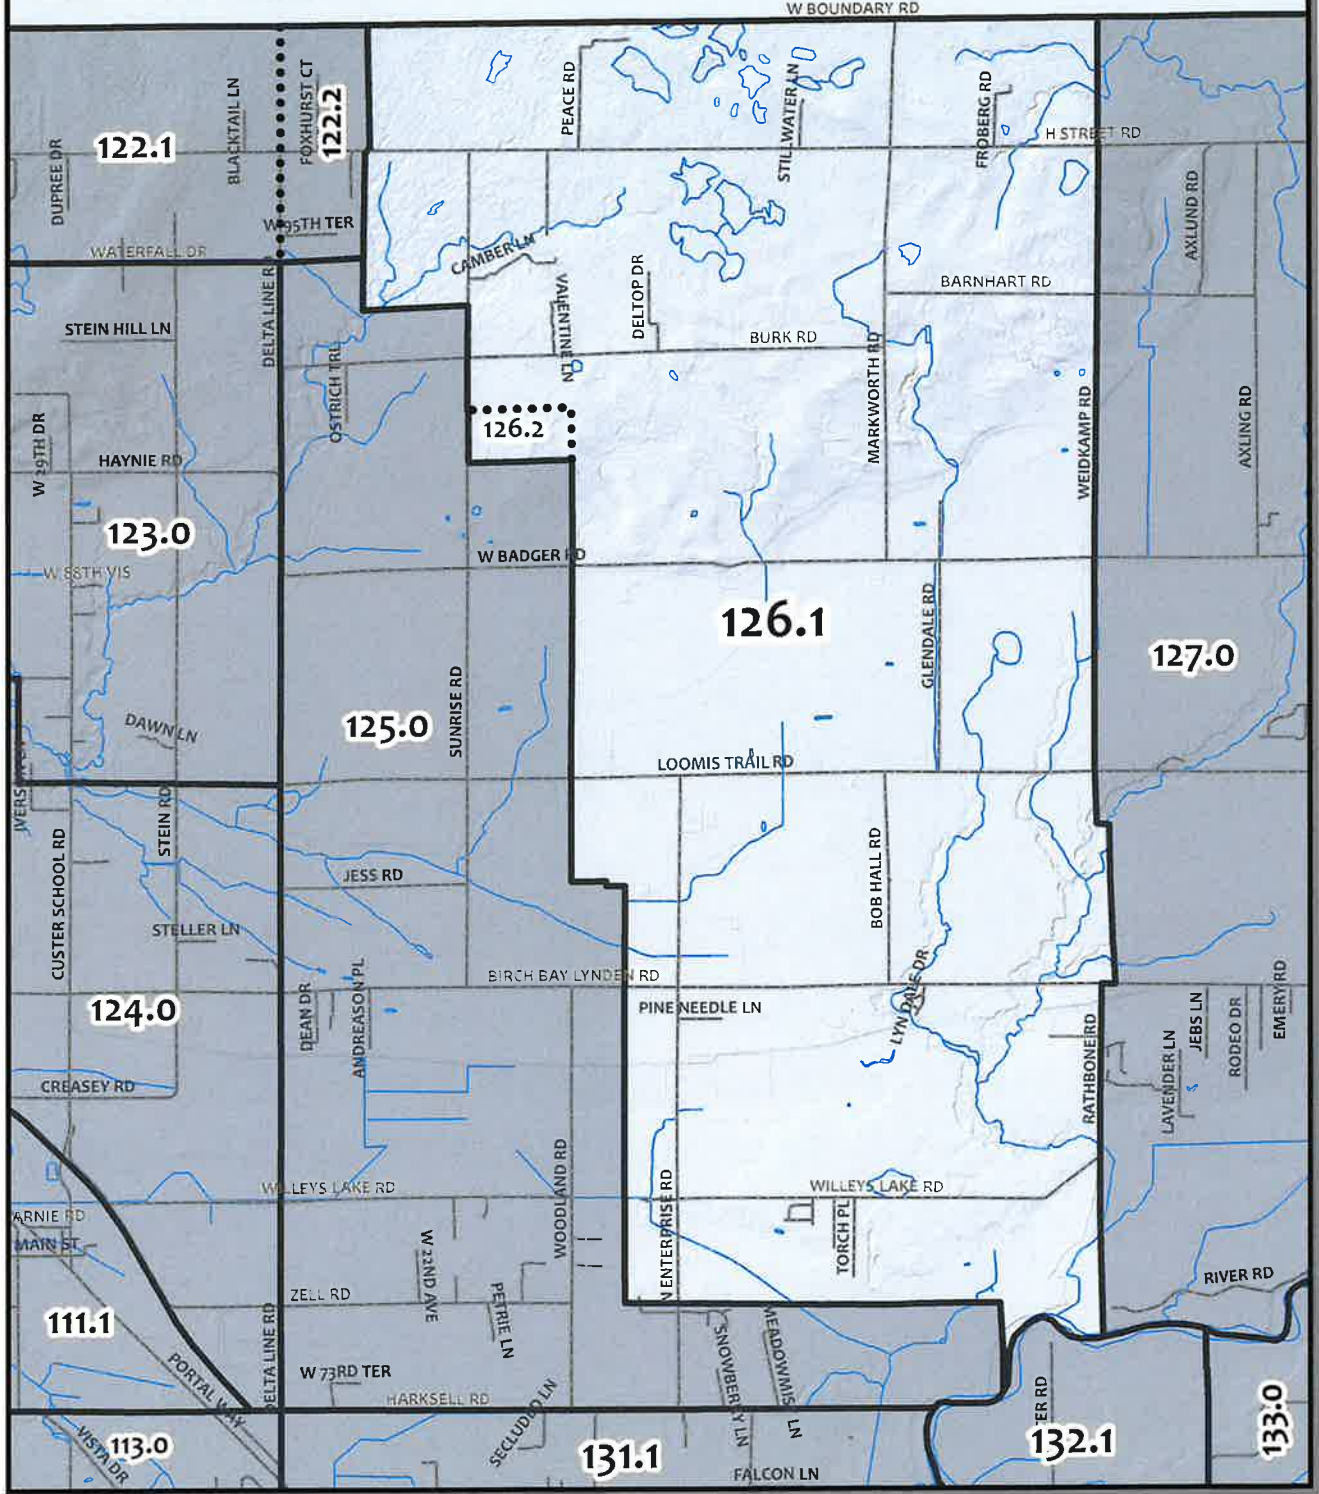 W BOUNDARY RD
BLACKTAIL LN
FOXHURST CT
122.2
PEACE RD
STILLWATER LN
FROBERG RD
H STREET RD
122.1
DUPREE DR
AXLUND RD
W 95TH TER
WATERFALL DR
CAMBER LN
DELTA LINE RD
VALENTINE LN
DELTOP DR
BARNHART RD
STEIN HILL LN
BURK RD
MARKWORTH RD
OSTRICH TRL
WEIDKAMP RD
AXLING RD
126.2
W 29TH DR
HAYNIE RD
123.0
W BADGER RD
W 88TH VIS
126.1
GLENDALE RD
127.0
125.0
SUNRISE RD
DAWN LN
LOOMIS TRAIL RD
STEIN RD
CUSTER SCHOOL RD
JESS RD
BOB HALL RD
STELLER LN
BIRCH BAY LYNDEN RD
LYNDALE DR
124.0
DEAN DR
ANDREASON PL
PINE NEEDLE LN
RATHBONE RD
JEBS LN
RODEO DR
EMERY RD
LAVENDER LN
CREASEY RD
WOODLAND RD
WILLEYS LAKE RD
WILLEYS LAKE RD
N ENTERPRISE RD
TORCH PL
ARNIE RD
MAIN ST
W 22ND AVE
RIVER RD
ZELL RD
PETRIE LN
111.1
DELTA LINE RD
SNOWBERRY LN
PORTAL WAY
W 73RD TER
HARKSELL RD
SECLUDED LN
113.0
VISTA DR
131.1
132.1
133.0
FALCON LN